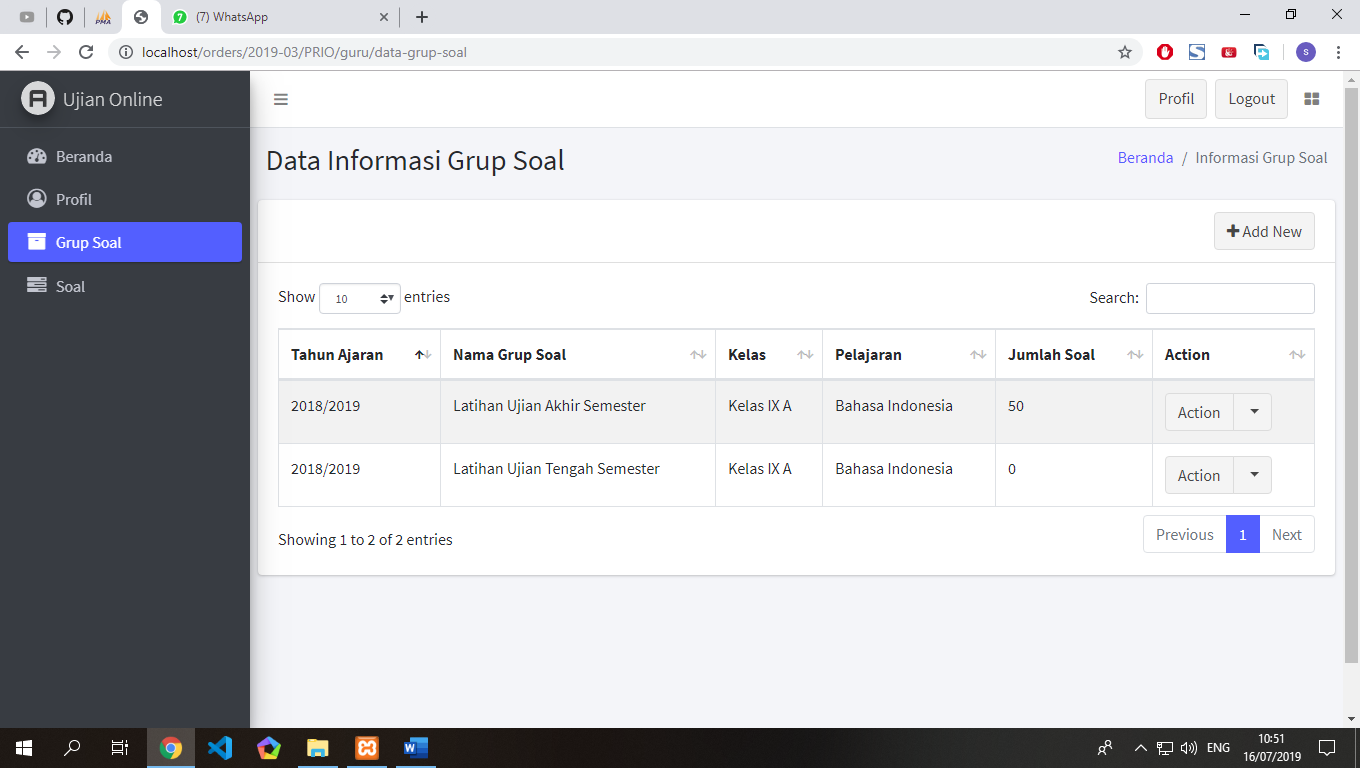 PMA
(7) WhatsApp
localhost/orders/2019-03/PRIO/guru/data-grup-soal
S
Ujian Online
Beranda
Profil
Grup Soal
Soal
Profil
Logout
Data Informasi Grup Soal
Beranda / Informasi Grup Soal
Add New
Show 10 entries
Search:
Tahun Ajaran Nama Grup Soal Kelas Pelajaran Jumlah Soal Action
2018/2019 Latihan Ujian Akhir Semester Kelas IX A Bahasa Indonesia 50 Action
2018/2019 Latihan Ujian Tengah Semester Kelas IX A Bahasa Indonesia 0 Action
Showing 1 to 2 of 2 entries
Previous 1 Next
ENG
10:51
16/07/2019